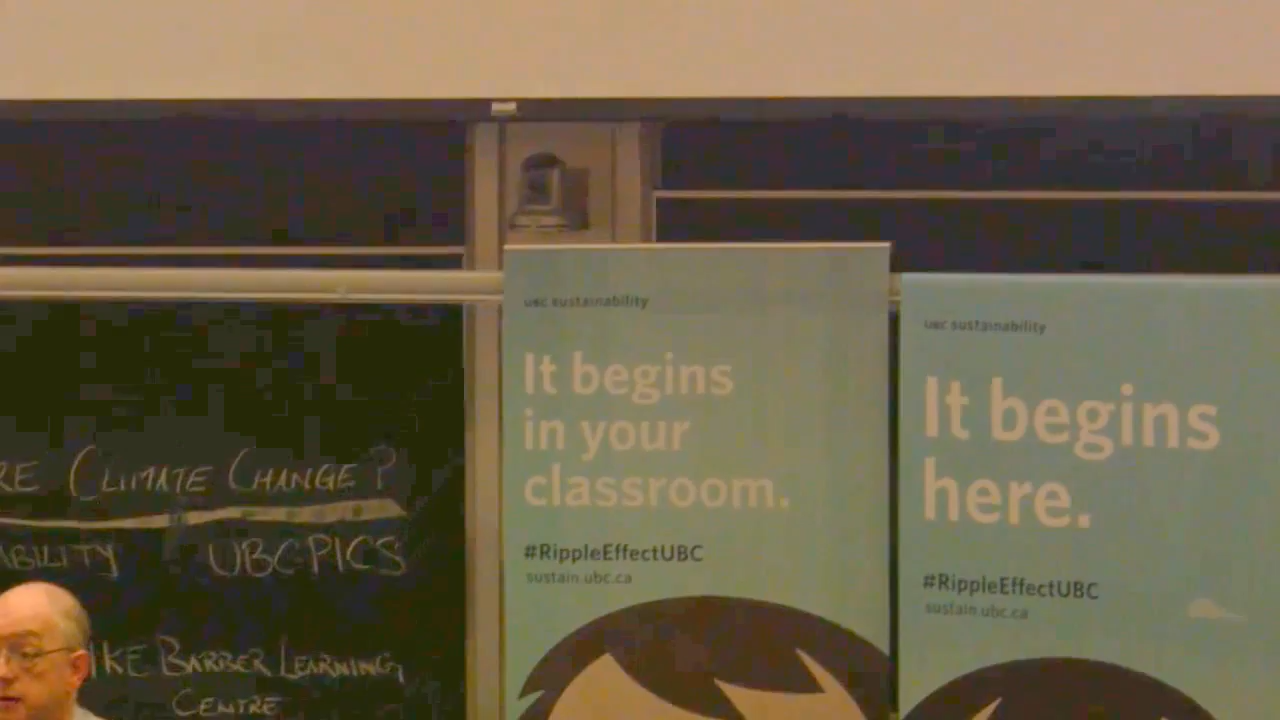 RE CLIMATE CHANGE?
ABILITY UBC PICS
IKE BARBER LEARNING
CENTRE
ubc sustainability
It begins
in your
classroom.
#RippleEffectUBC
sustain.ubc.ca
ubc sustainability
It begins
here.
#RippleEffectUBC
sustain.ubc.ca